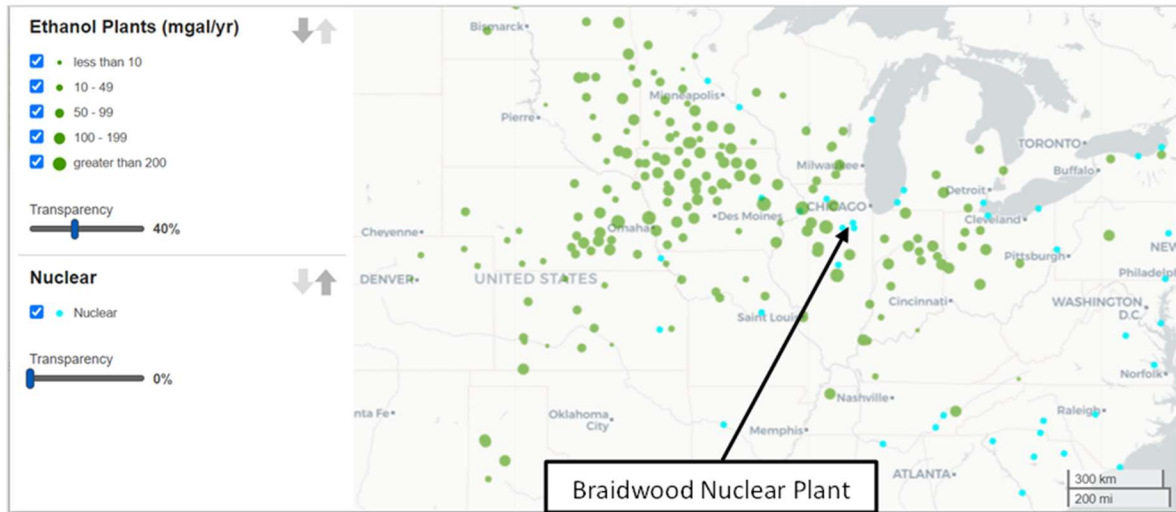 Ethanol Plants (mgal/yr)
less than 10
10 - 49
50 - 99
100 - 199
greater than 200
Transparency
40%
Nuclear
Nuclear
Transparency
0%
Bismarck
Minneapolis
Pierre
TORONTO
Buffalo
Milwaukee
Detroit
CHICAGO
Cleveland
Des Moines
Omaha
Cheyenne
Pittsburgh
NEW
DENVER
UNITED STATES
Philadelp
Cincinnati
WASHINGTON
D.C.
Saint Louis
Norfolk
Nashville
nta Fe
Oklahoma
City
Raleigh
Memphis
ATLANTA
300 km
200 mi
Braidwood Nuclear Plant